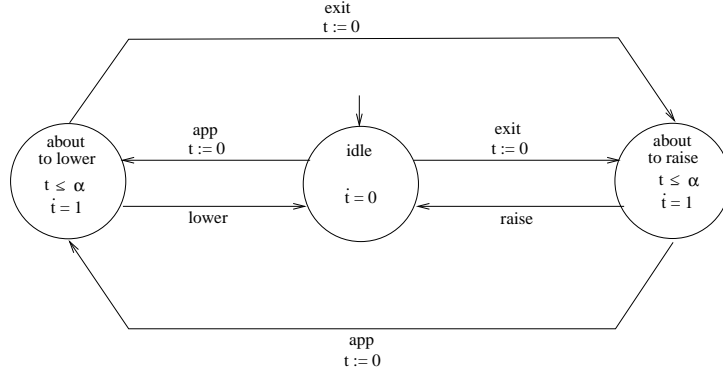 exit
t := 0
about
to lower
t ≤ α
ṫ = 1
app
t := 0
lower
idle
ṫ = 0
exit
t := 0
raise
about
to raise
t ≤ α
ṫ = 1
app
t := 0